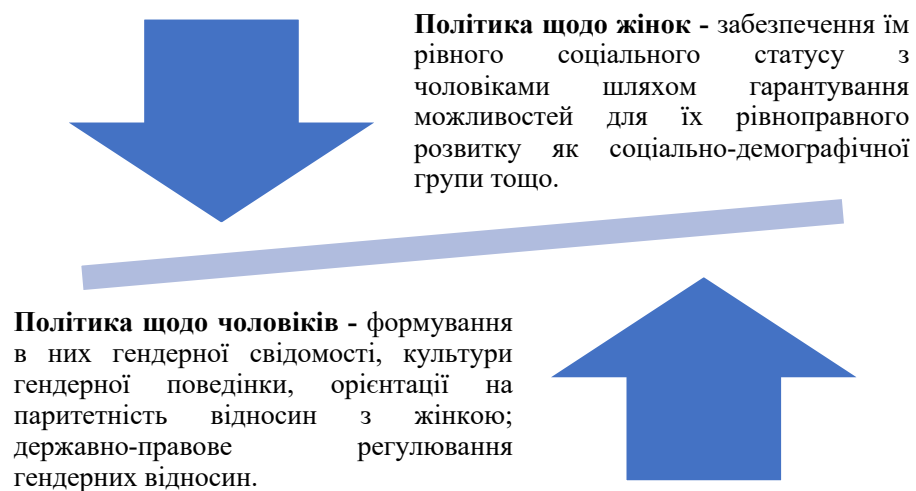 Політика щодо жінок - забезпечення їм
рівного соціального статусу з
чоловіками шляхом гарантування
можливостей для їх рівноправного
розвитку як соціально-демографічної
групи тощо.
Політика щодо чоловіків - формування
в них гендерної свідомості, культури
гендерної поведінки, орієнтації на
паритетність відносин з жінкою;
державно-правове регулювання
гендерних відносин.